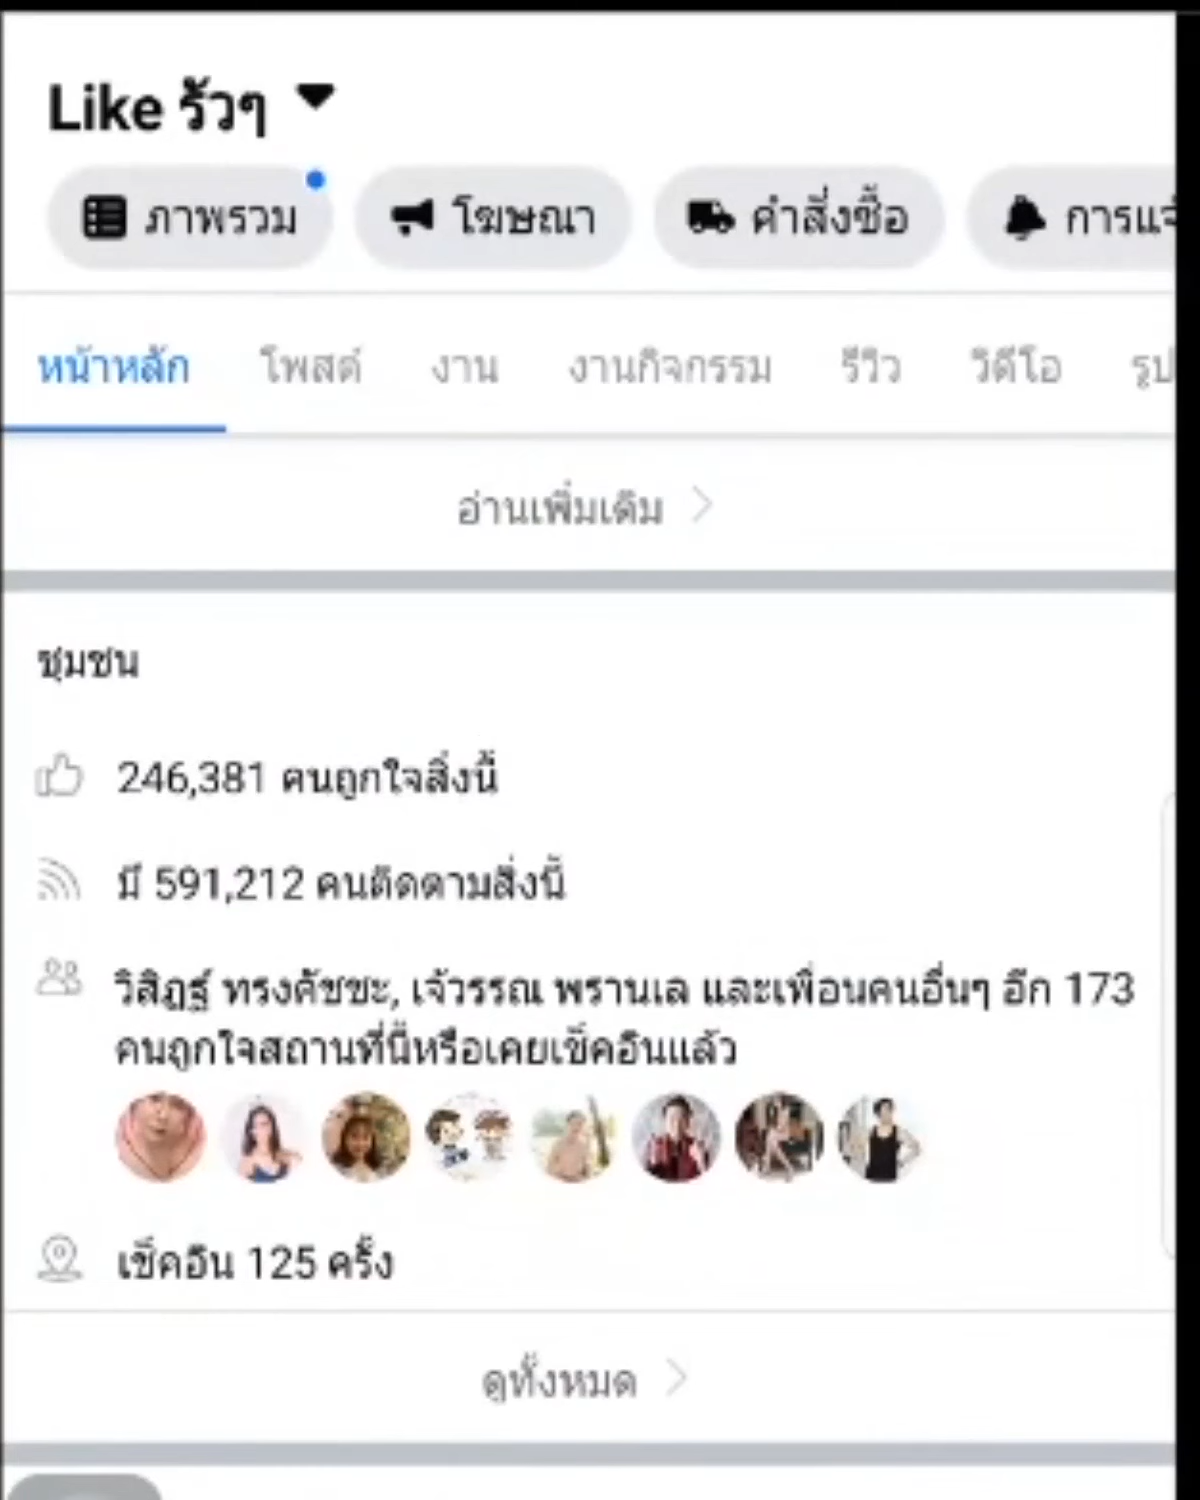 Like รัวๆ
ภาพรวม โฆษณา คำสั่งซื้อ การแจ้
หน้าหลัก โพสต์ งาน งานกิจกรรม รีวิว วิดีโอ รูป
อ่านเพิ่มเติม
ชุมชน
246,381 คนถูกใจสิ่งนี้
มี 591,212 คนติดตามสิ่งนี้
วิสิฏฐ์ ทรงคัชชะ, เจ้วรรณ พรานเล และเพื่อนคนอื่นๆ อีก 173
คนถูกใจสถานที่นี้หรือเคยเช็คอินแล้ว
เช็คอิน 125 ครั้ง
ดูทั้งหมด